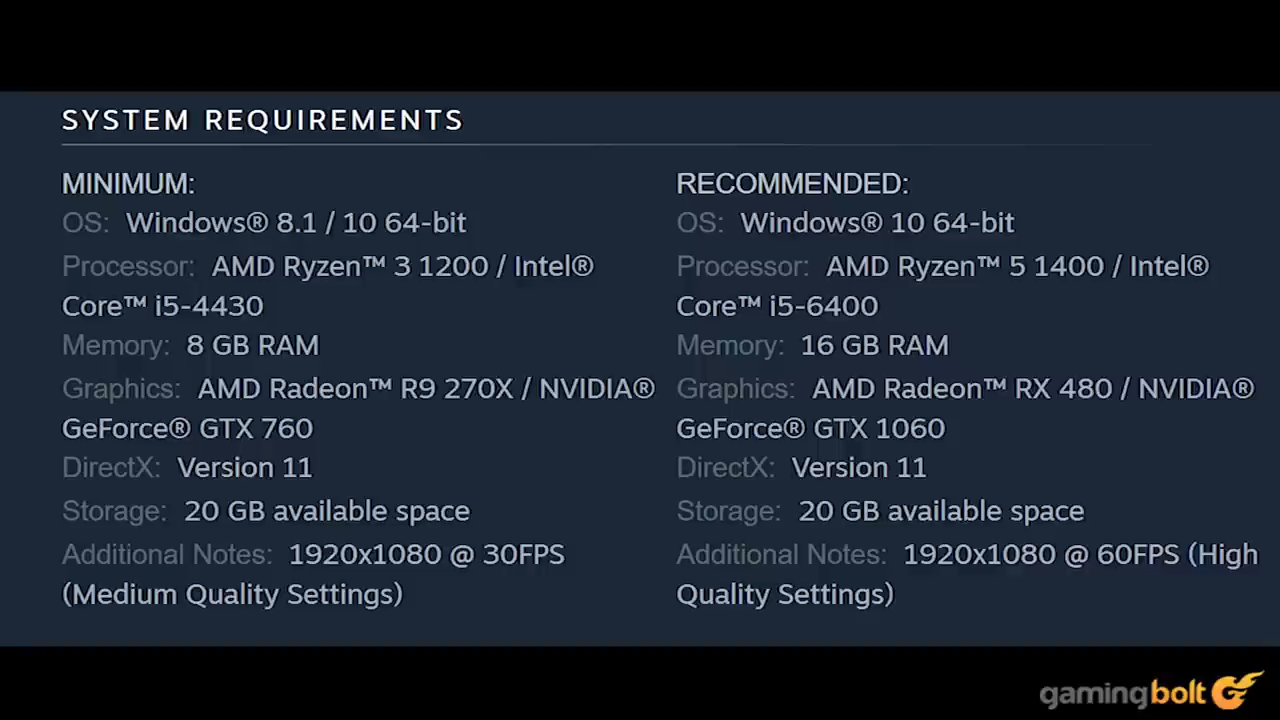 SYSTEM REQUIREMENTS
MINIMUM:
OS: Windows® 8.1 / 10 64-bit
Processor: AMD Ryzen™ 3 1200 / Intel®
Core™ i5-4430
Memory: 8 GB RAM
Graphics: AMD Radeon™ R9 270X / NVIDIA®
GeForce® GTX 760
DirectX: Version 11
Storage: 20 GB available space
Additional Notes: 1920x1080 @ 30FPS
(Medium Quality Settings)
RECOMMENDED:
OS: Windows® 10 64-bit
Processor: AMD Ryzen™ 5 1400 / Intel®
Core™ i5-6400
Memory: 16 GB RAM
Graphics: AMD Radeon™ RX 480 / NVIDIA®
GeForce® GTX 1060
DirectX: Version 11
Storage: 20 GB available space
Additional Notes: 1920x1080 @ 60FPS (High
Quality Settings)
gamingbolt